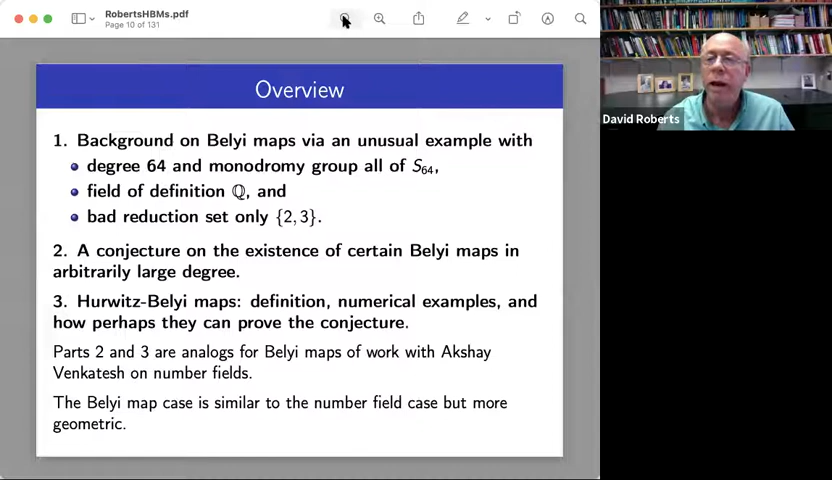 RobertsHBMs.pdf
Page 10 of 131
Overview
1. Background on Belyi maps via an unusual example with
degree 64 and monodromy group all of S₆₄,
field of definition ℚ, and
bad reduction set only {2, 3}.
2. A conjecture on the existence of certain Belyi maps in
arbitrarily large degree.
3. Hurwitz-Belyi maps: definition, numerical examples, and
how perhaps they can prove the conjecture.
Parts 2 and 3 are analogs for Belyi maps of work with Akshay
Venkatesh on number fields.
The Belyi map case is similar to the number field case but more
geometric.
David Roberts